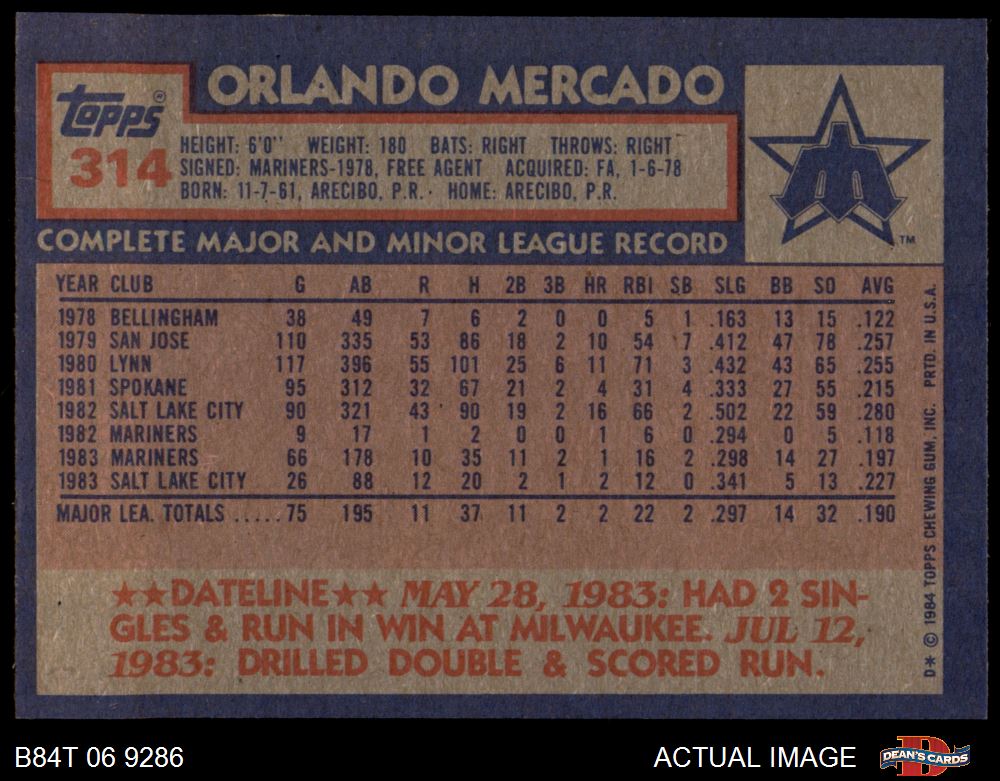 ORLANDO MERCADO
Topps®
314
HEIGHT: 6'0" WEIGHT: 180 BATS: RIGHT THROWS: RIGHT
SIGNED: MARINERS-1978, FREE AGENT ACQUIRED: FA, 1-6-78
BORN: 11-7-61, ARECIBO, P.R. HOME: ARECIBO, P.R.
TM
COMPLETE MAJOR AND MINOR LEAGUE RECORD
YEAR CLUB G AB R H 2B 3B HR RBI SB SLG BB SO AVG
1978 BELLINGHAM 38 49 7 6 2 0 0 5 1 .163 13 15 .122
1979 SAN JOSE 110 335 53 86 18 2 10 54 7 .412 47 78 .257
1980 LYNN 117 396 55 101 25 6 11 71 3 .432 43 65 .255
1981 SPOKANE 95 312 32 67 21 2 4 31 4 .333 27 55 .215
1982 SALT LAKE CITY 90 321 43 90 19 2 16 66 2 .502 22 59 .280
1982 MARINERS 9 17 1 2 0 0 1 6 0 .294 0 5 .118
1983 MARINERS 66 178 10 35 11 2 1 16 2 .298 14 27 .197
1983 SALT LAKE CITY 26 88 12 20 2 1 2 12 0 .341 5 13 .227
MAJOR LEA. TOTALS .....75 195 11 37 11 2 2 22 2 .297 14 32 .190
★★DATELINE★★ MAY 28, 1983: HAD 2 SIN-
GLES & RUN IN WIN AT MILWAUKEE. JUL 12,
1983: DRILLED DOUBLE & SCORED RUN.
D* © 1984 TOPPS CHEWING GUM, INC. PRTD. IN U.S.A.
B84T 06 9286
ACTUAL IMAGE
DEAN'S CARDS